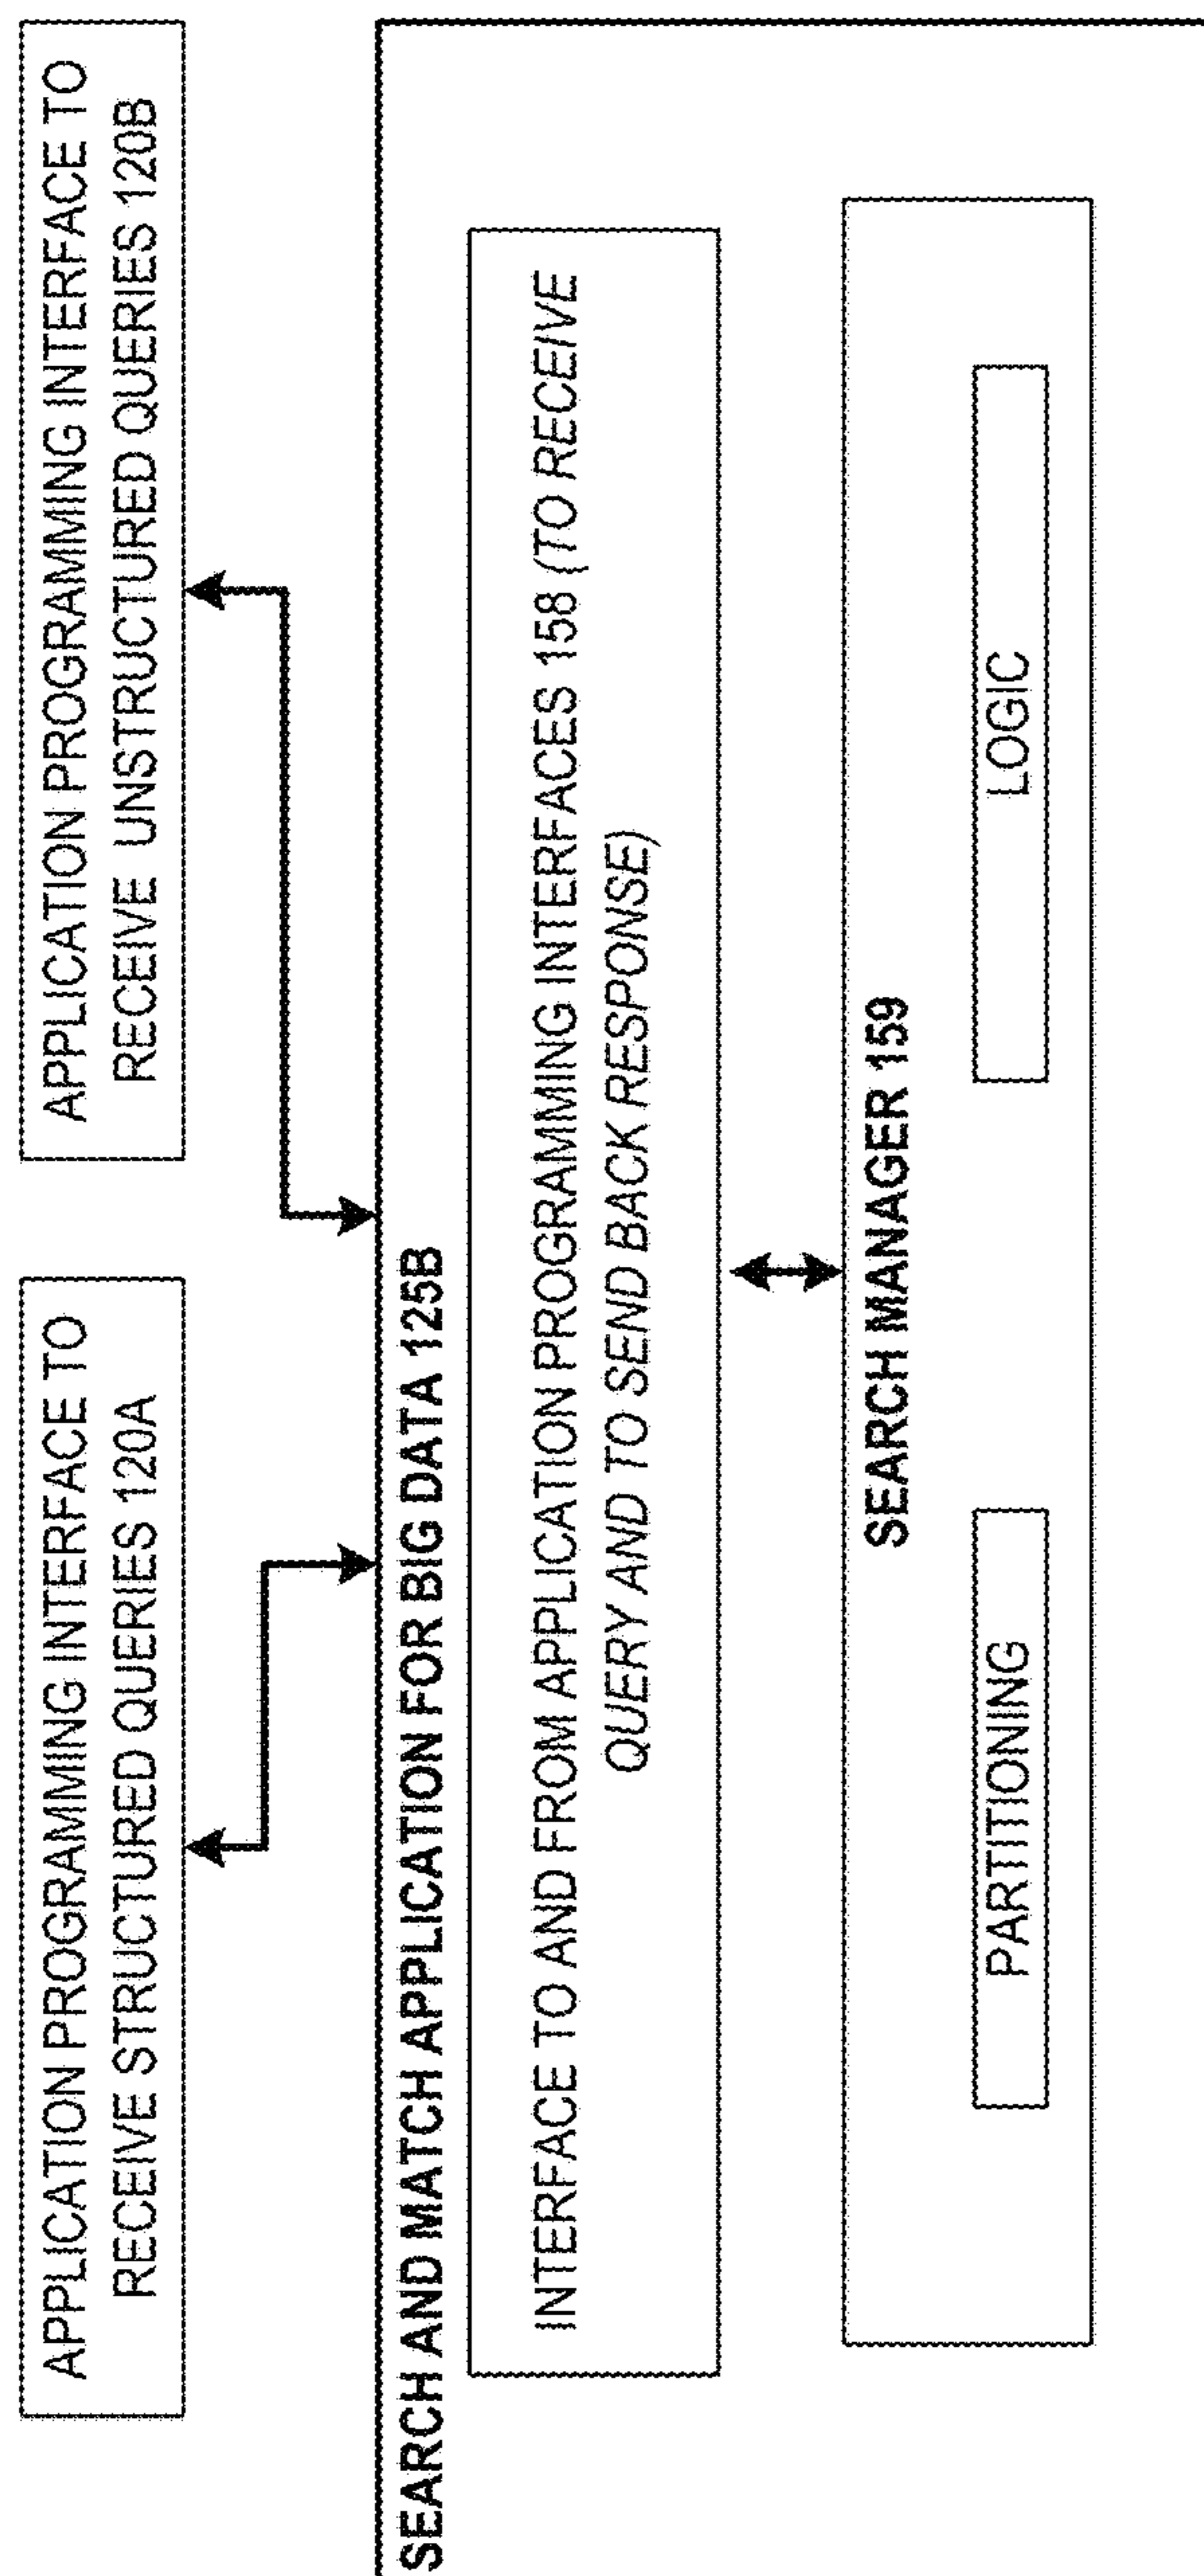 APPLICATION PROGRAMMING INTERFACE TO
RECEIVE STRUCTURED QUERIES 120A
APPLICATION PROGRAMMING INTERFACE TO
RECEIVE UNSTRUCTURED QUERIES 120B
SEARCH AND MATCH APPLICATION FOR BIG DATA 125B
INTERFACE TO AND FROM APPLICATION PROGRAMMING INTERFACES 158 (TO RECEIVE
QUERY AND TO SEND BACK RESPONSE)
SEARCH MANAGER 159
PARTITIONING
LOGIC